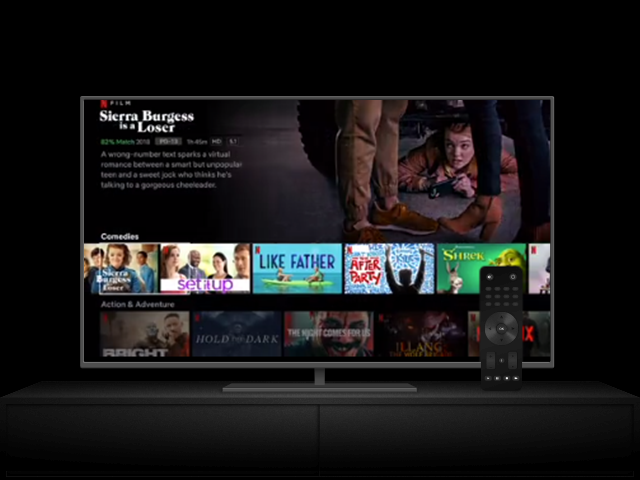 FILM
Sierra Burgess
is a Loser
82% Match 2018 PG-13 1h 45m HD 5.1
A wrong-number text sparks a virtual
romance between a smart but unpopular
teen and a sweet jock who thinks he's
talking to a gorgeous cheeleader.
Comedies
Sierra Burgess is a Loser
set it up
LIKE FATHER
AFTER PARTY
SHREK
Action & Adventure
BRIGHT
HOLD THE DARK
THE NIGHT COMES FOR US
ILLANG